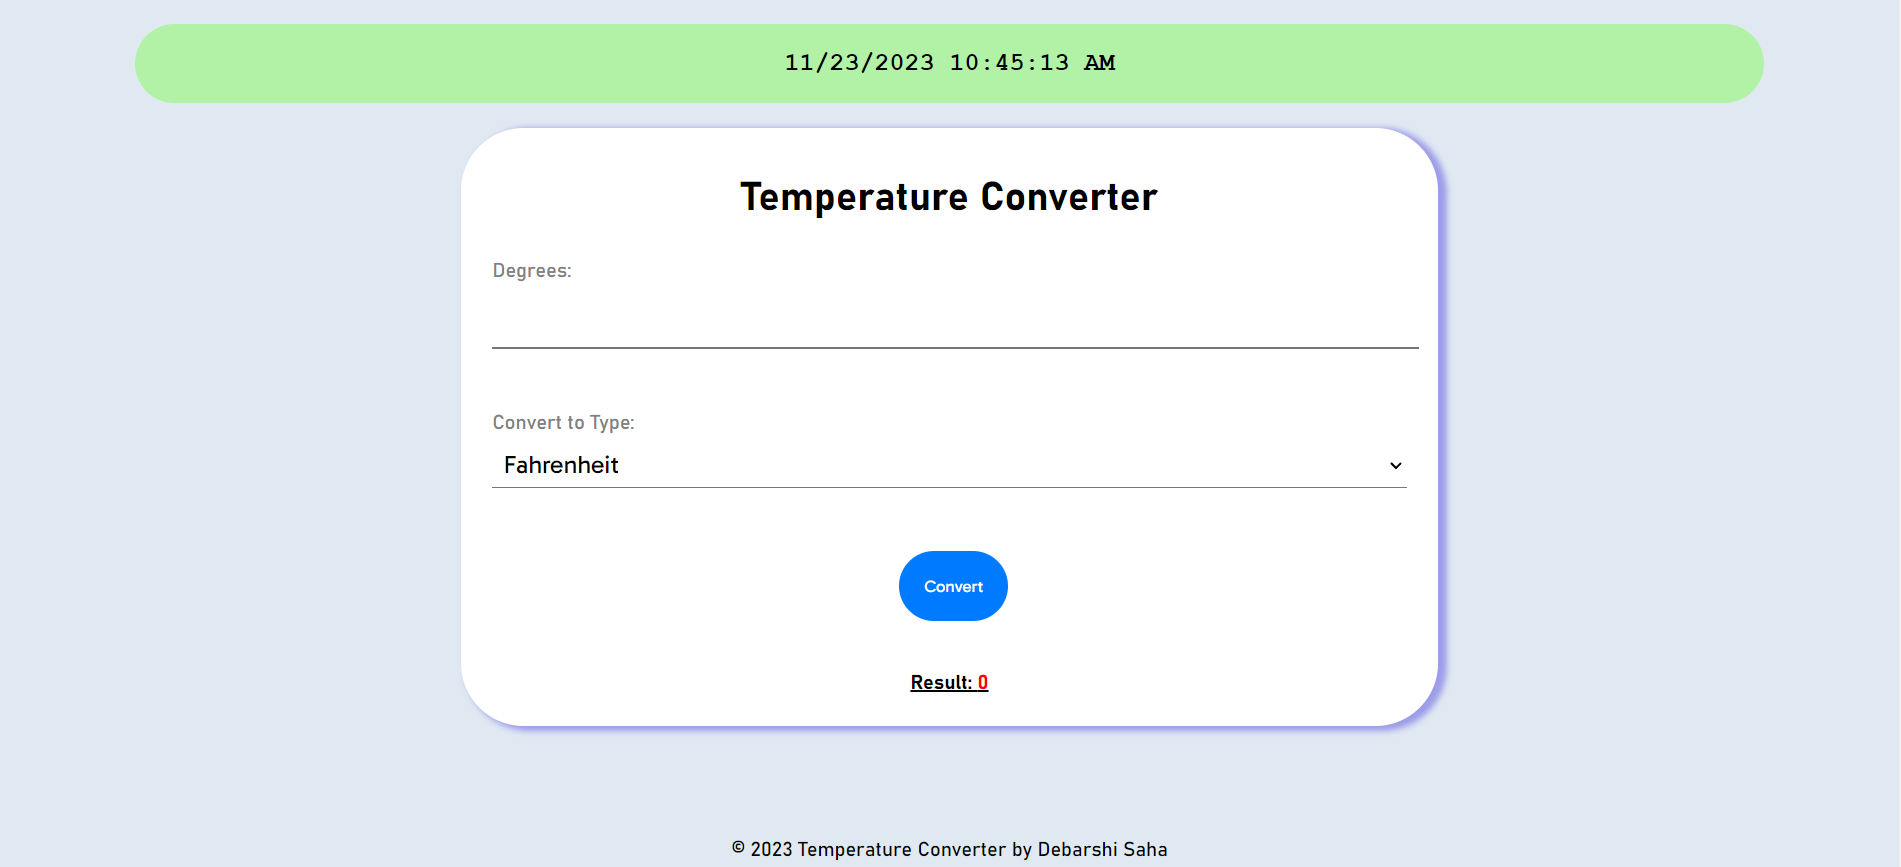 11/23/2023 10:45:13 AM
Temperature Converter
Degrees:
Convert to Type:
Fahrenheit
Convert
Result: 0
© 2023 Temperature Converter by Debarshi Saha